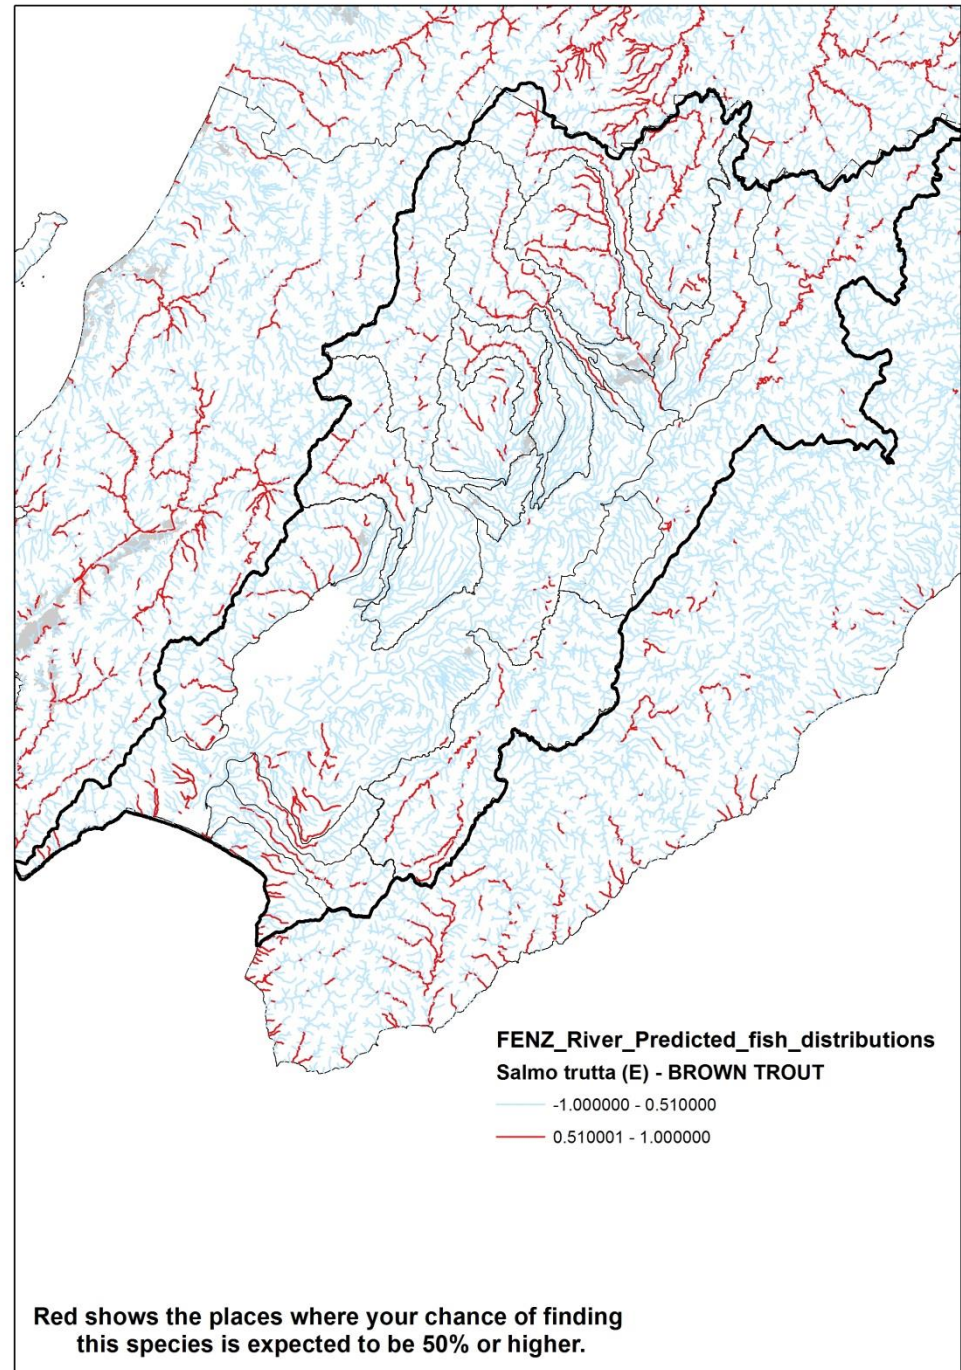 FENZ_River_Predicted_fish_distributions
Salmo trutta (E) - BROWN TROUT
-1.000000 - 0.510000
0.510001 - 1.000000
Red shows the places where your chance of finding
this species is expected to be 50% or higher.